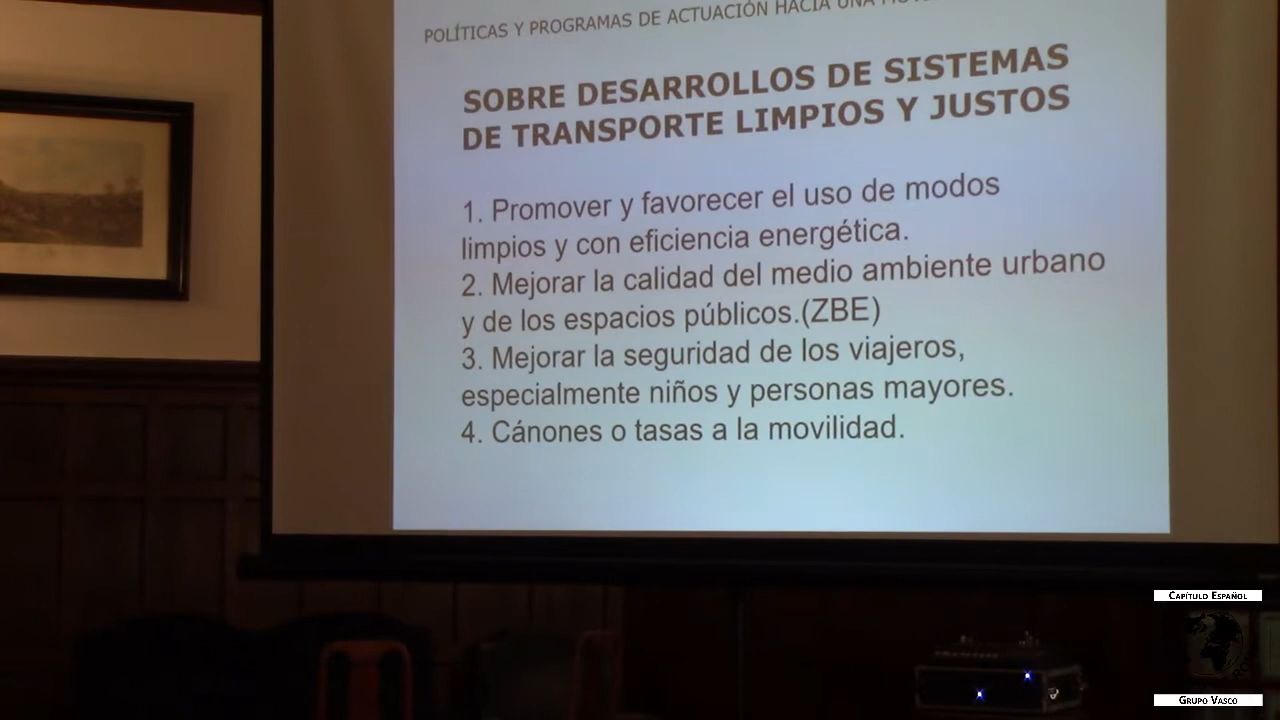 POLÍTICAS Y PROGRAMAS DE ACTUACIÓN HACIA UNA
SOBRE DESARROLLOS DE SISTEMAS
DE TRANSPORTE LIMPIOS Y JUSTOS
1. Promover y favorecer el uso de modos
limpios y con eficiencia energética.
2. Mejorar la calidad del medio ambiente urbano
y de los espacios públicos.(ZBE)
3. Mejorar la seguridad de los viajeros,
especialmente niños y personas mayores.
4. Cánones o tasas a la movilidad.
Capítulo Español
Grupo Vasco